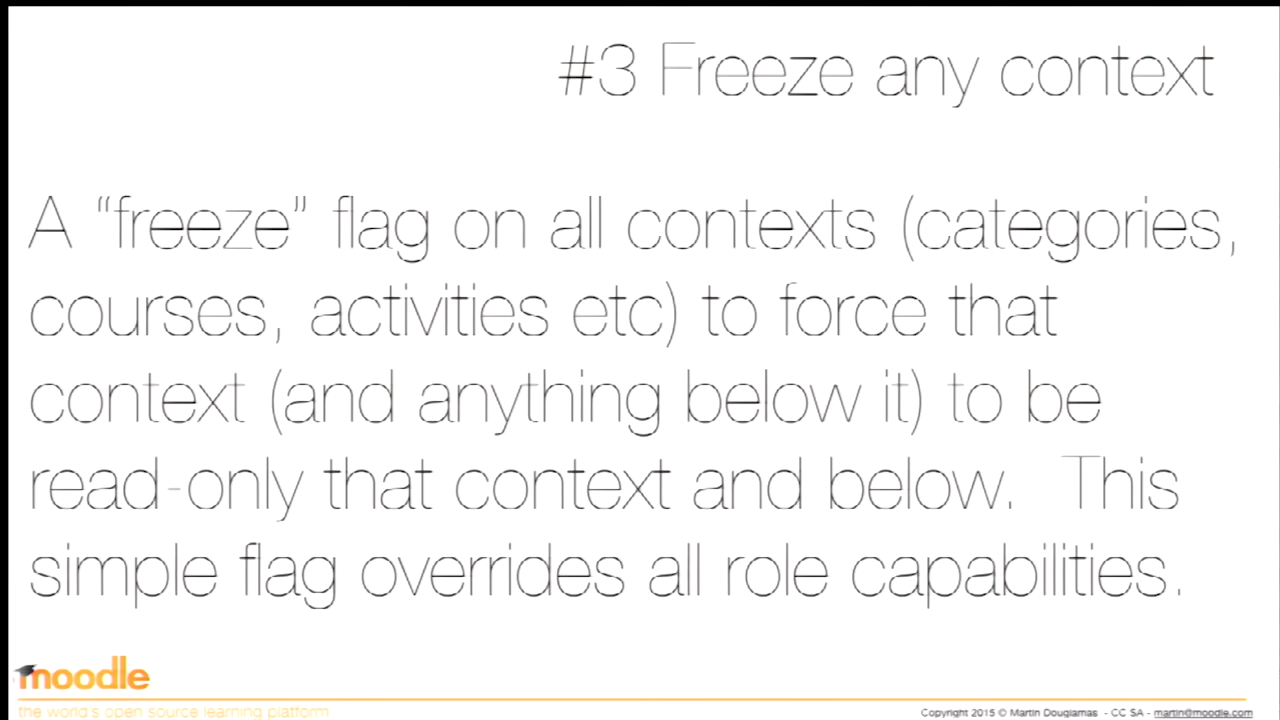 #3 Freeze any context
A “freeze” flag on all contexts (categories,
courses, activities etc) to force that
context (and anything below it) to be
read-only that context and below.  This
simple flag overrides all role capabilities.
moodle
the world's open source learning platform
Copyright 2015 © Martin Dougiamas - CC SA - martin@moodle.com